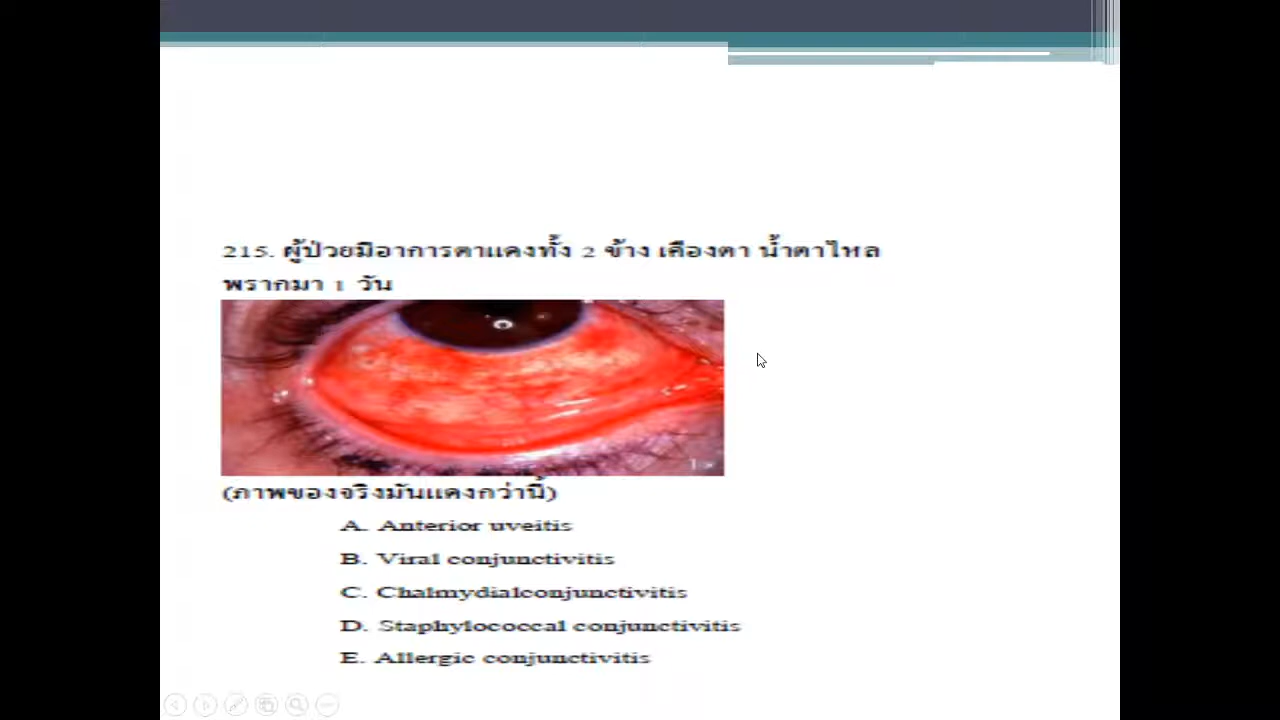 215. ผู้ป่วยมีอาการตาแดงทั้ง 2 ข้าง เคืองตา น้ำตาไหล
พรากมา 1 วัน
(ภาพของจริงมันแดงกว่านี้)
A. Anterior uveitis
B. Viral conjunctivitis
C. Chalmydialconjunctivitis
D. Staphylococcal conjunctivitis
E. Allergic conjunctivitis